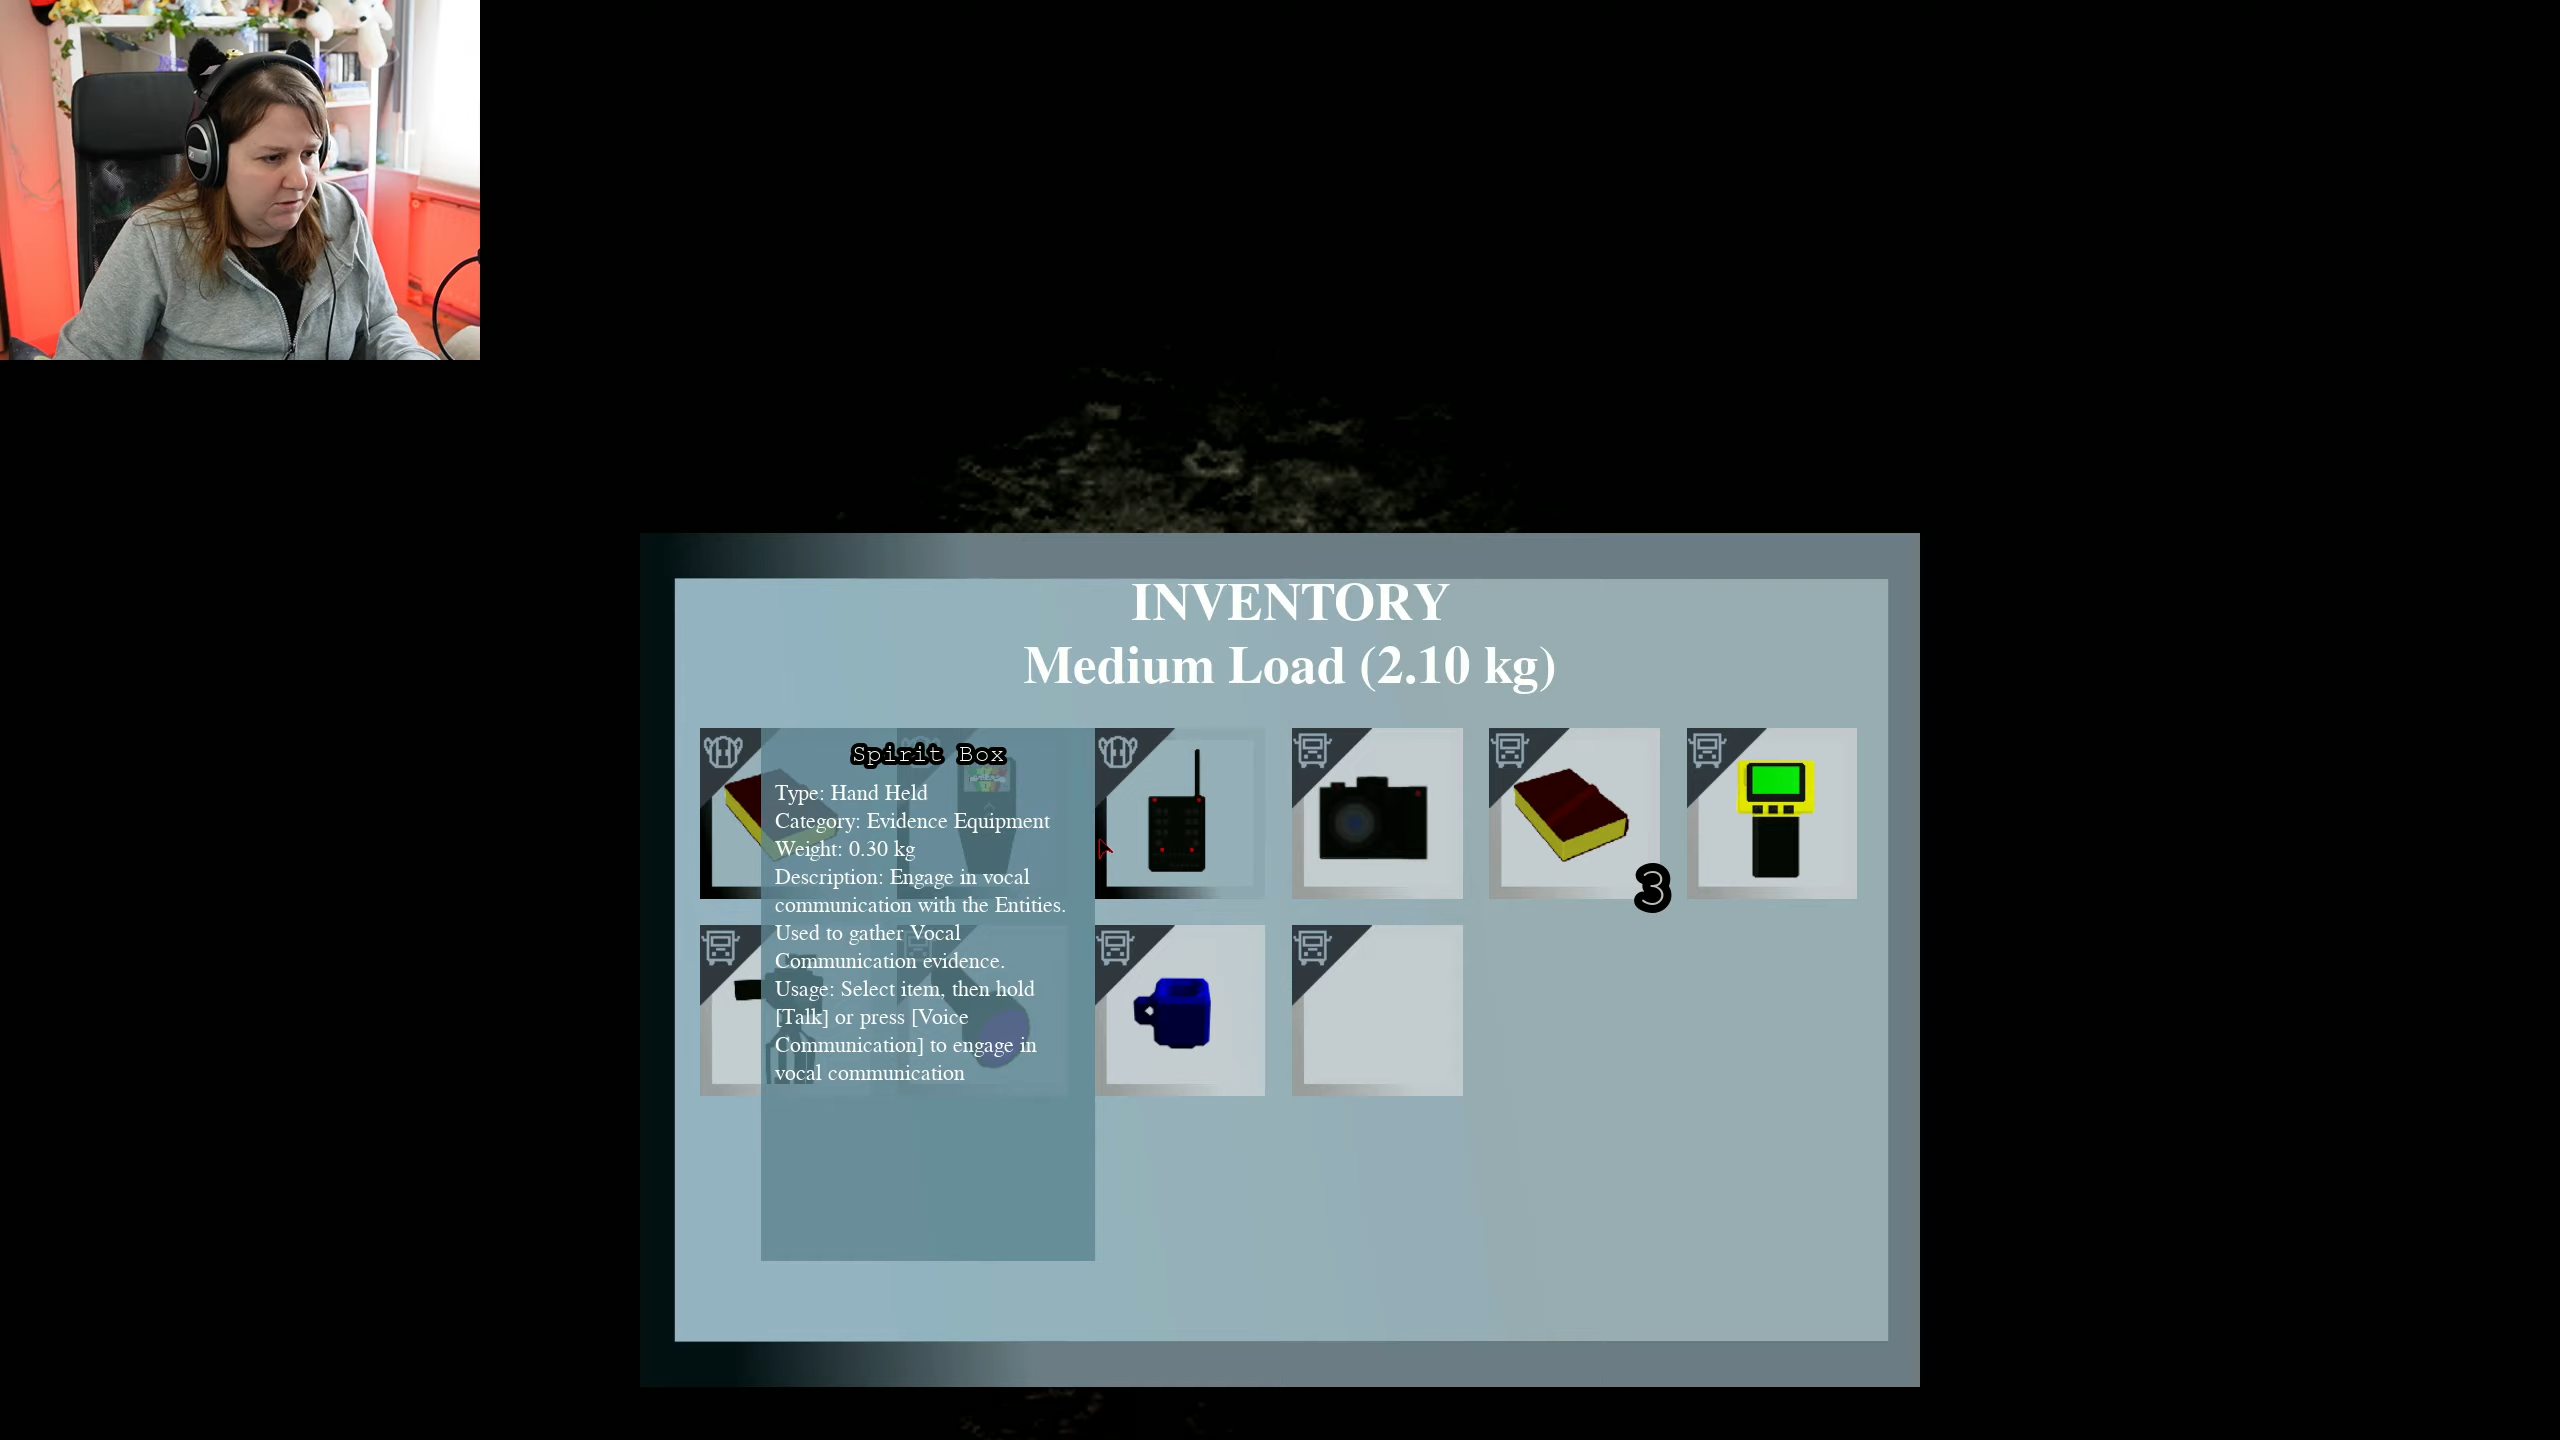 INVENTORY
Medium Load (2.10 kg)
Spirit Box
Type: Hand Held
Category: Evidence Equipment
Weight: 0.30 kg
Description: Engage in vocal
communication with the Entities.
Used to gather Vocal
Communication evidence.
Usage: Select item, then hold
[Talk] or press [Voice
Communication] to engage in
vocal communication
3